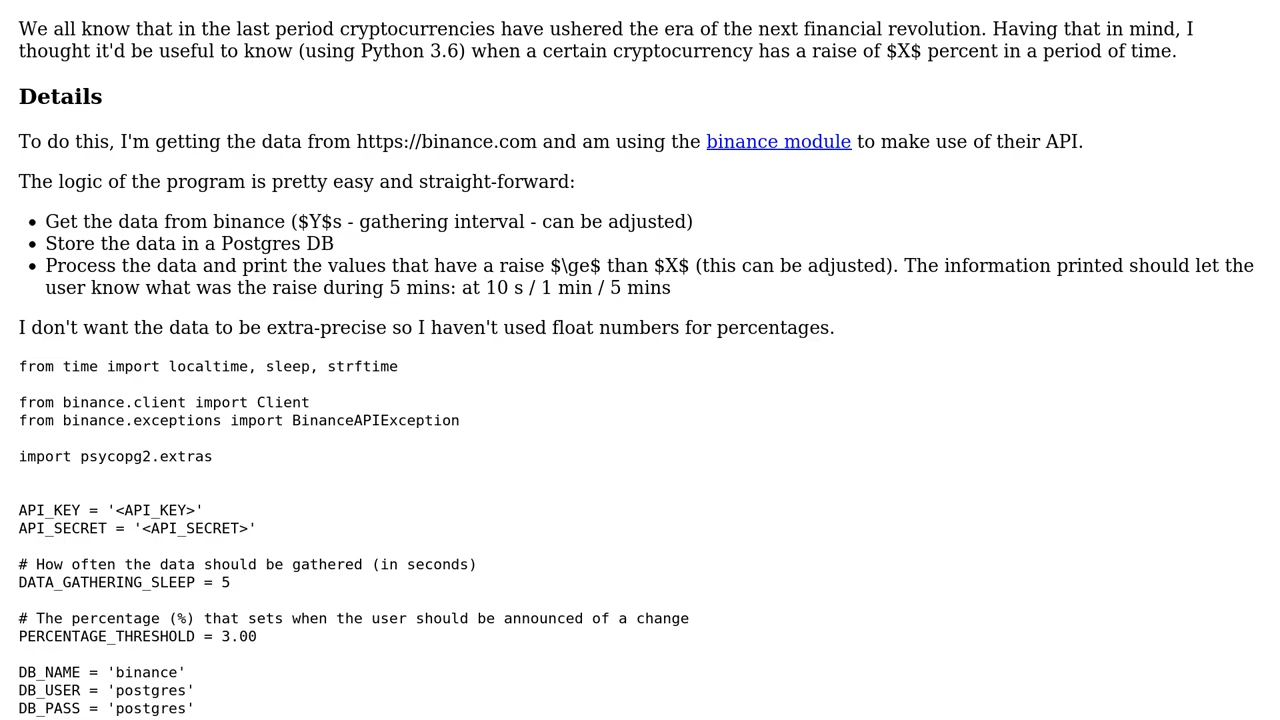 We all know that in the last period cryptocurrencies have ushered the era of the next financial revolution. Having that in mind, I
thought it'd be useful to know (using Python 3.6) when a certain cryptocurrency has a raise of $X$ percent in a period of time.
Details
To do this, I'm getting the data from https://binance.com and am using the binance module to make use of their API.
The logic of the program is pretty easy and straight-forward:
• Get the data from binance ($Y$s - gathering interval - can be adjusted)
• Store the data in a Postgres DB
• Process the data and print the values that have a raise $\ge$ than $X$ (this can be adjusted). The information printed should let the
user know what was the raise during 5 mins: at 10 s / 1 min / 5 mins
I don't want the data to be extra-precise so I haven't used float numbers for percentages.
from time import localtime, sleep, strftime
from binance.client import Client
from binance.exceptions import BinanceAPIException
import psycopg2.extras
API_KEY = '<API_KEY>'
API_SECRET = '<API_SECRET>'
# How often the data should be gathered (in seconds)
DATA_GATHERING_SLEEP = 5
# The percentage (%) that sets when the user should be announced of a change
PERCENTAGE_THRESHOLD = 3.00
DB_NAME = 'binance'
DB_USER = 'postgres'
DB_PASS = 'postgres'